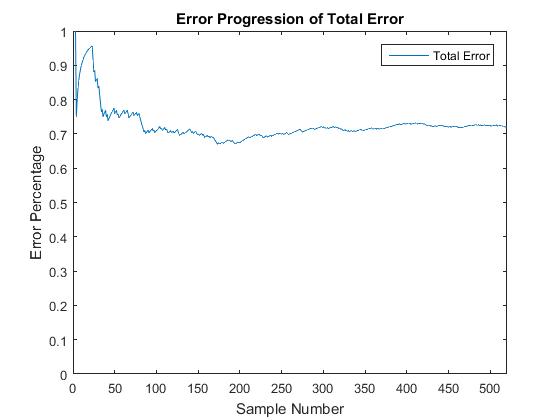 Error Progression of Total Error
Total Error
1
0.9
0.8
0.7
0.6
0.5
0.4
0.3
0.2
0.1
0
Error Percentage
0 50 100 150 200 250 300 350 400 450 500
Sample Number